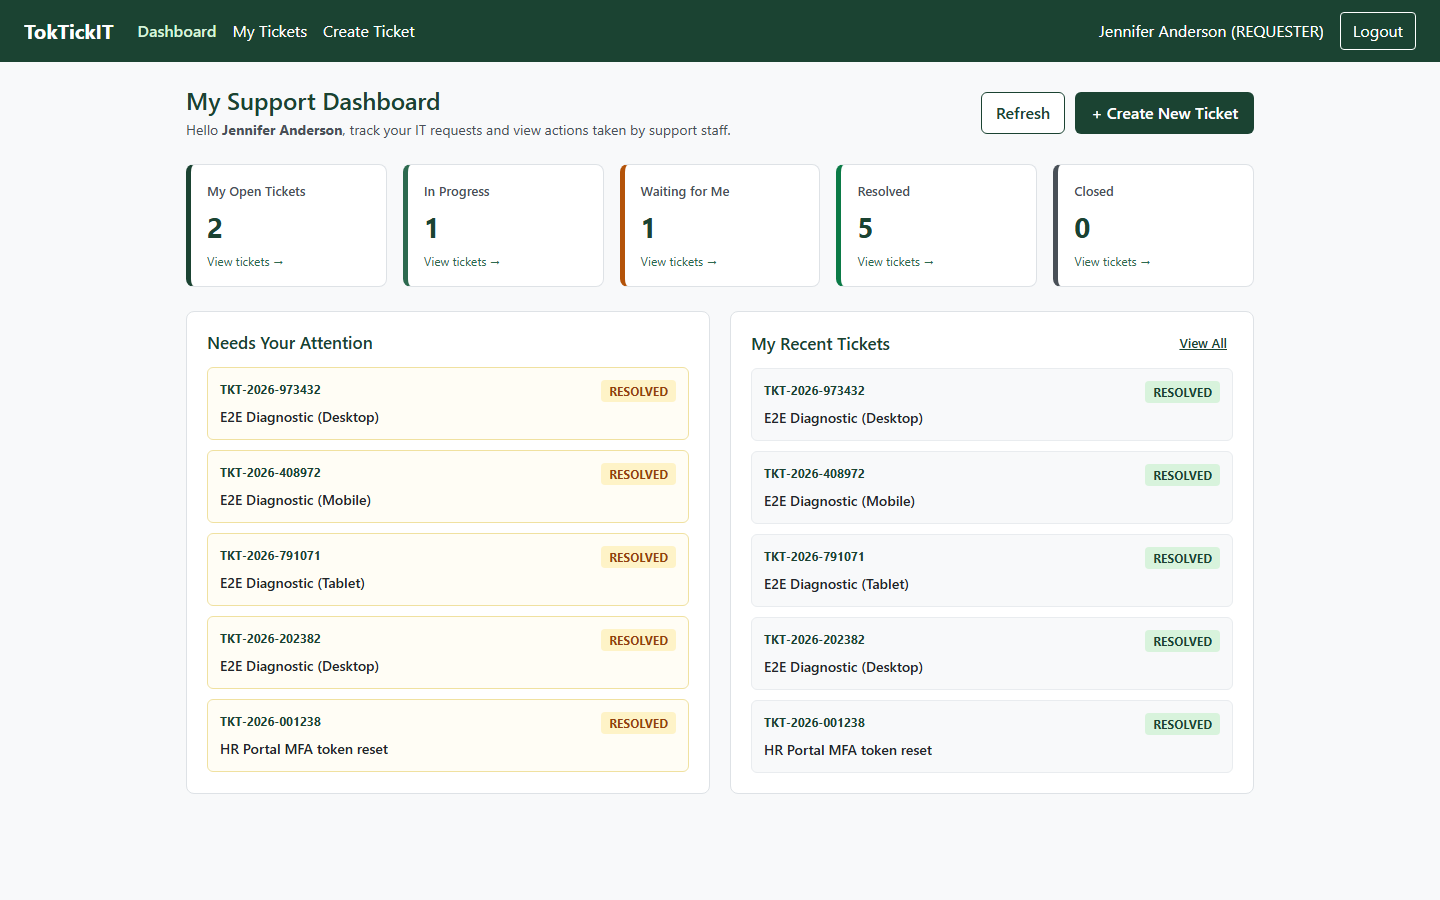 TokTickIT Dashboard My Tickets Create Ticket Jennifer Anderson (REQUESTER) Logout
My Support Dashboard
Hello Jennifer Anderson, track your IT requests and view actions taken by support staff.
Refresh + Create New Ticket
My Open Tickets
2
View tickets →
In Progress
1
View tickets →
Waiting for Me
1
View tickets →
Resolved
5
View tickets →
Closed
0
View tickets →
Needs Your Attention
TKT-2026-973432 RESOLVED
E2E Diagnostic (Desktop)
TKT-2026-408972 RESOLVED
E2E Diagnostic (Mobile)
TKT-2026-791071 RESOLVED
E2E Diagnostic (Tablet)
TKT-2026-202382 RESOLVED
E2E Diagnostic (Desktop)
TKT-2026-001238 RESOLVED
HR Portal MFA token reset
My Recent Tickets View All
TKT-2026-973432 RESOLVED
E2E Diagnostic (Desktop)
TKT-2026-408972 RESOLVED
E2E Diagnostic (Mobile)
TKT-2026-791071 RESOLVED
E2E Diagnostic (Tablet)
TKT-2026-202382 RESOLVED
E2E Diagnostic (Desktop)
TKT-2026-001238 RESOLVED
HR Portal MFA token reset